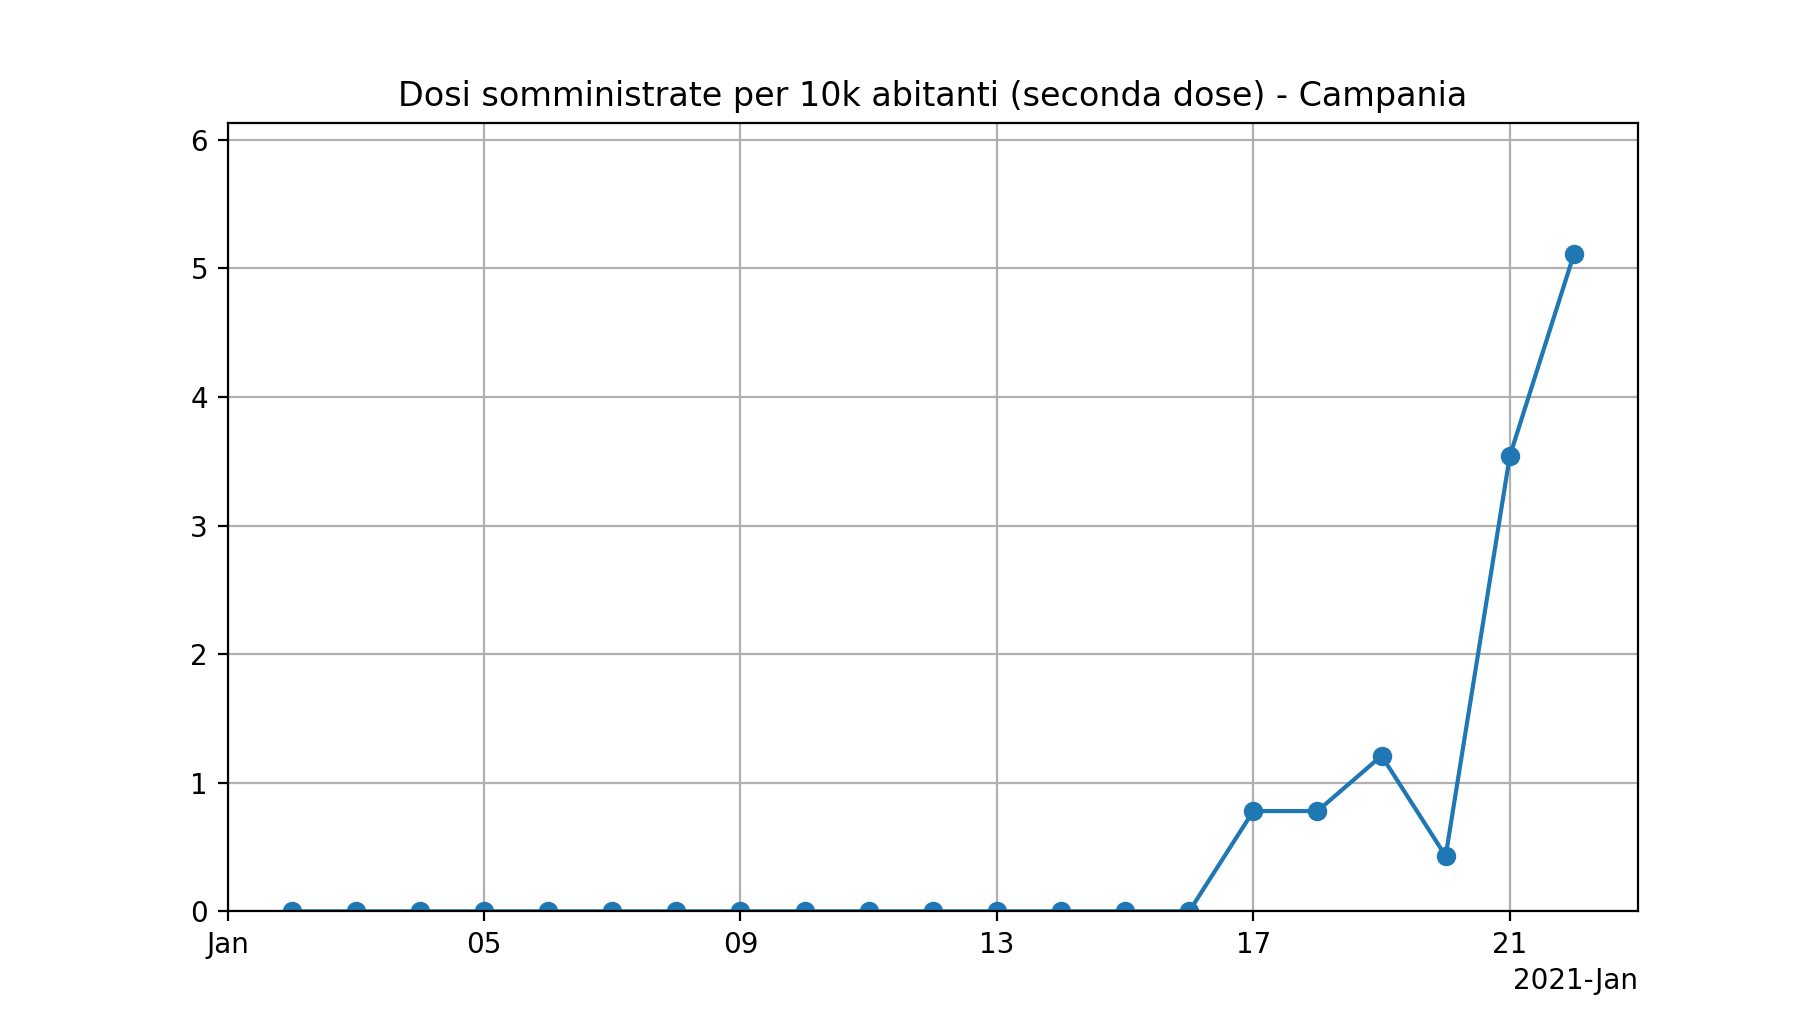 Dosi somministrate per 10k abitanti (seconda dose) - Campania
6
5
4
3
2
1
0
Jan 05 09 13 17 21
2021-Jan